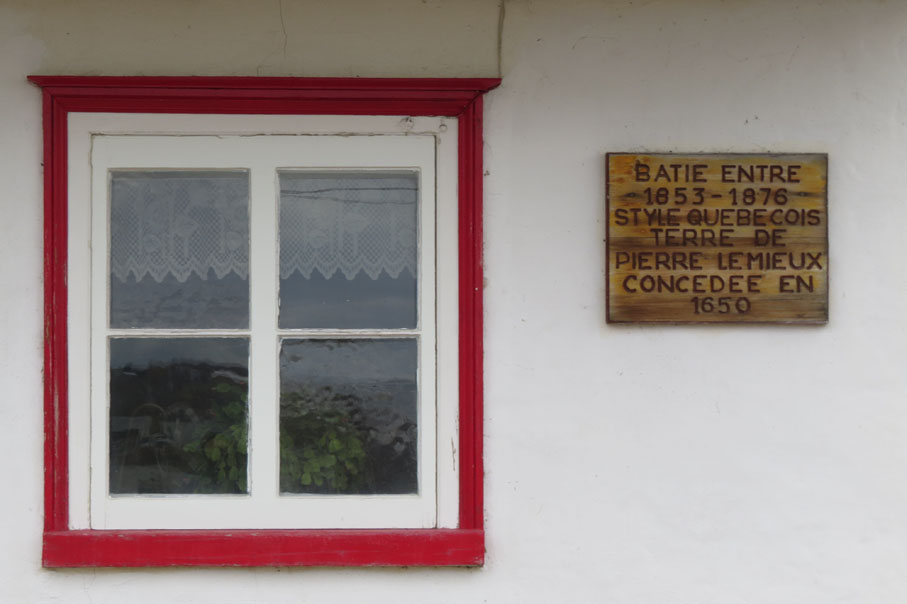 BATIE ENTRE
1853-1876
STYLE QUEBECOIS
TERRE DE
PIERRE LEMIEUX
CONCEDEE EN
1650